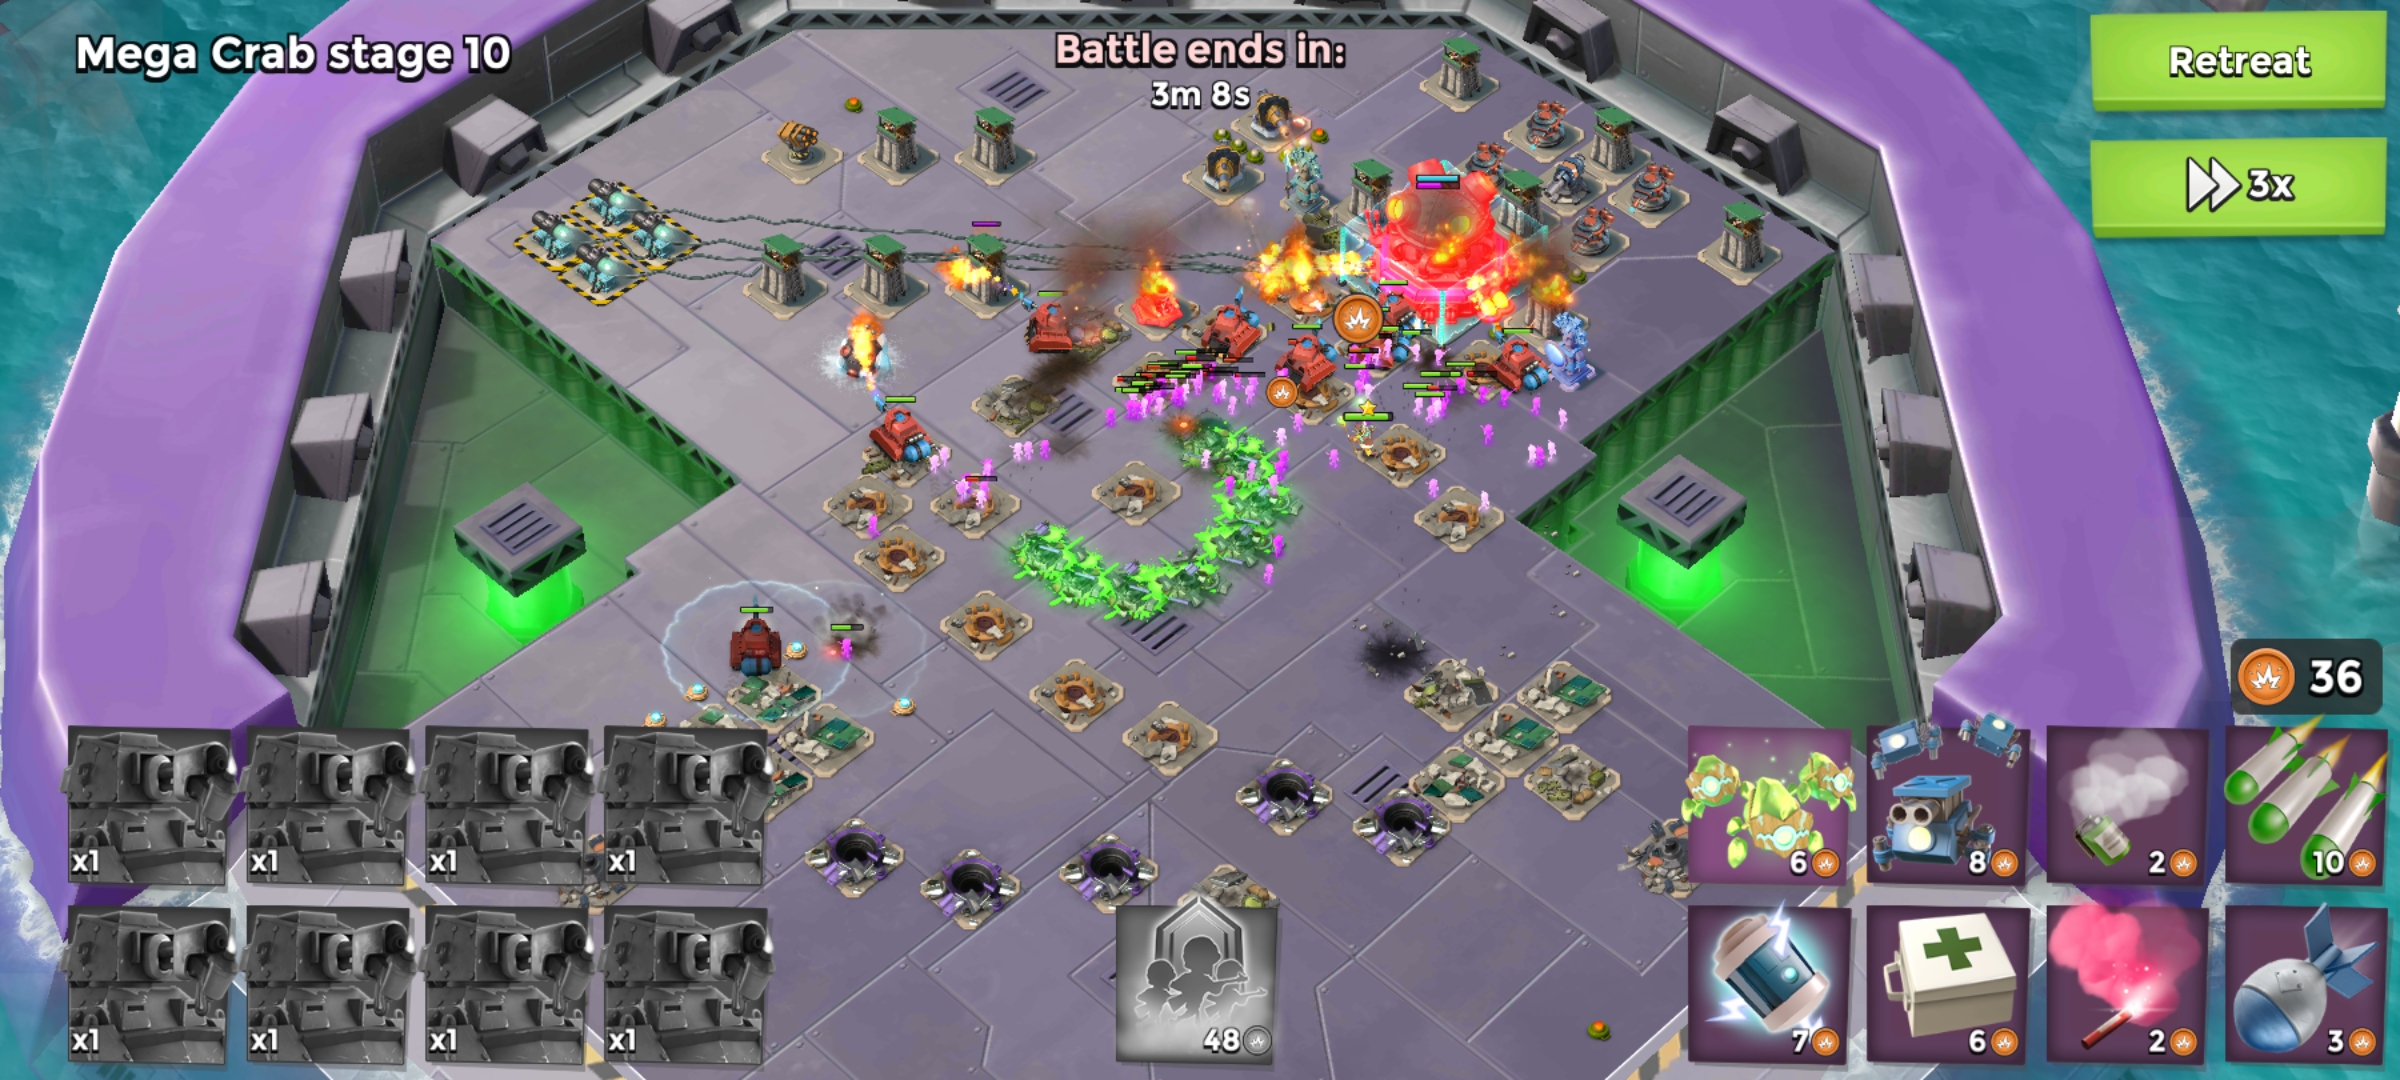 Mega Crab stage 10
Battle ends in:
3m 8s
Retreat
3x
36
x1
x1
x1
x1
6
8
2
10
x1
x1
x1
x1
48
7
6
2
3